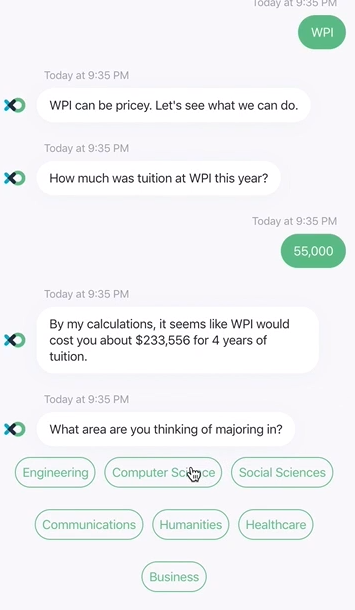 Today at 9:35 PM
WPI
Today at 9:35 PM
WPI can be pricey. Let's see what we can do.
Today at 9:35 PM
How much was tuition at WPI this year?
Today at 9:35 PM
55,000
Today at 9:35 PM
By my calculations, it seems like WPI would
cost you about $233,556 for 4 years of
tuition.
Today at 9:35 PM
What area are you thinking of majoring in?
Engineering
Computer Science
Social Sciences
Communications
Humanities
Healthcare
Business